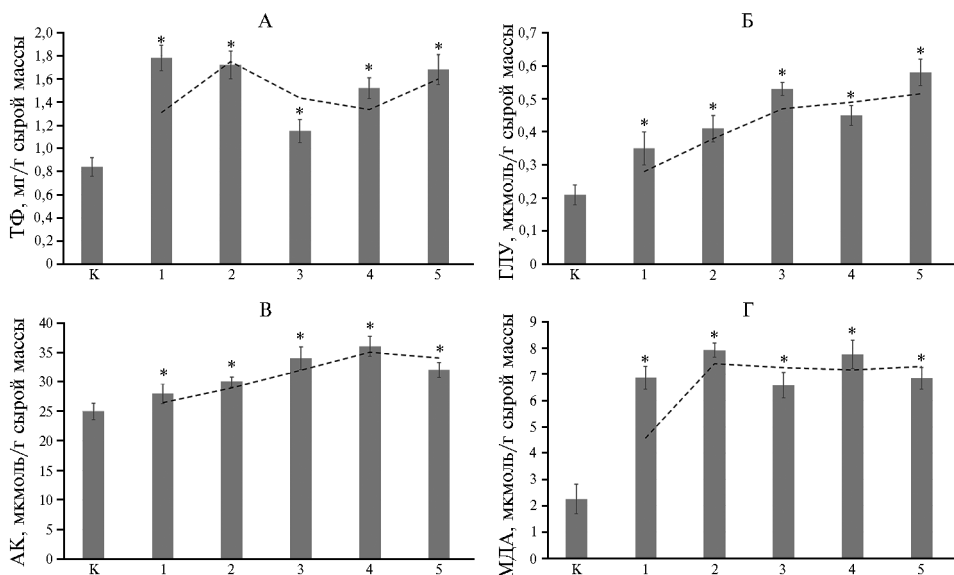 А
ТФ, мг/г сырой массы
1,8
1,6
1,4
1,2
1,0
0,8
0,6
0,4
0,2
0
2,0
* * * * *
К 1 2 3 4 5
Б
ГЛУ, мкмоль/г сырой массы
0,7
0,6
0,5
0,4
0,3
0,2
0,1
0,0
* * * * *
К 1 2 3 4 5
В
АК, мкмоль/г сырой массы
40
35
30
25
20
15
10
5
0
* * * * *
К 1 2 3 4 5
Г
МДА, мкмоль/г сырой массы
9
8
7
6
5
4
3
2
1
0
* * * * *
К 1 2 3 4 5